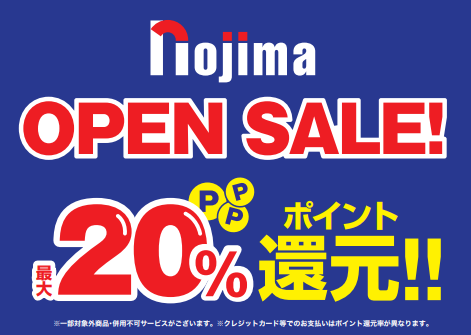 nojima
OPEN SALE!
最大20%ポイント還元!!
P P P
※一部対象外商品・併用不可サービスがございます。※クレジットカード等でのお支払いはポイント還元率が異なります。